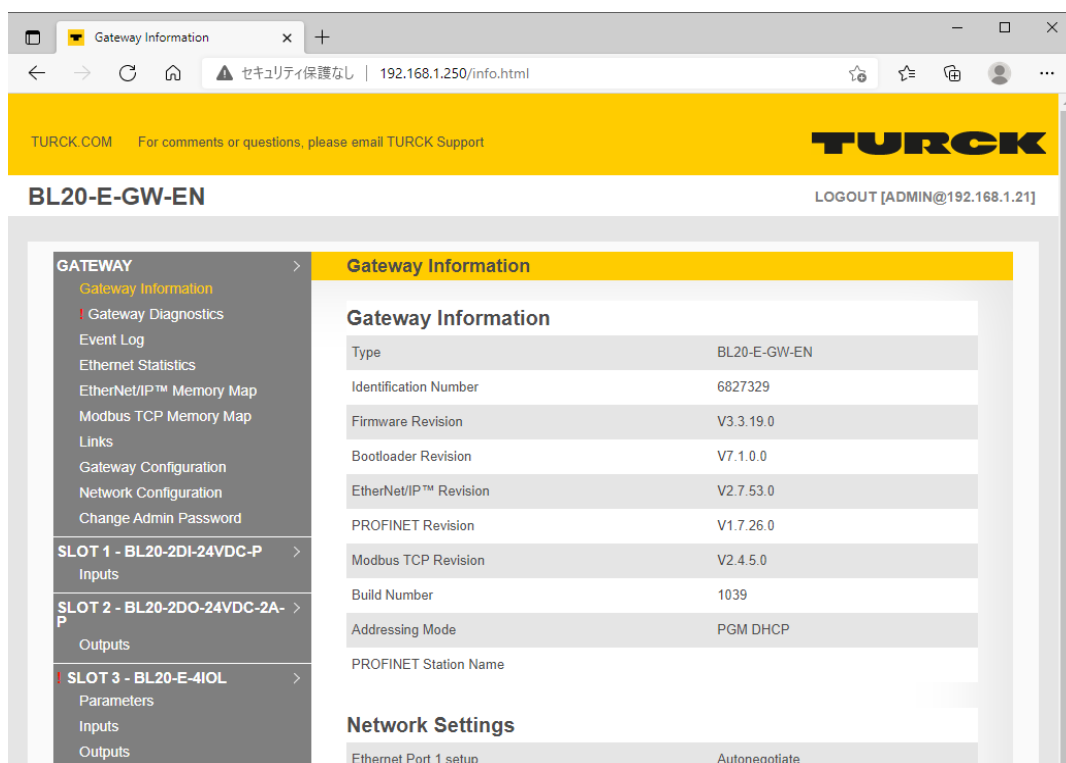 Gateway Information
セキュリティ保護なし | 192.168.1.250/info.html
TURCK.COM For comments or questions, please email TURCK Support
TURCK
BL20-E-GW-EN
LOGOUT [ADMIN@192.168.1.21]
GATEWAY
Gateway Information
! Gateway Diagnostics
Event Log
Ethernet Statistics
EtherNet/IP™ Memory Map
Modbus TCP Memory Map
Links
Gateway Configuration
Network Configuration
Change Admin Password
SLOT 1 - BL20-2DI-24VDC-P
Inputs
SLOT 2 - BL20-2DO-24VDC-2A-
P
Outputs
! SLOT 3 - BL20-E-4IOL
Parameters
Inputs
Outputs
Gateway Information
Gateway Information
Type BL20-E-GW-EN
Identification Number 6827329
Firmware Revision V3.3.19.0
Bootloader Revision V7.1.0.0
EtherNet/IP™ Revision V2.7.53.0
PROFINET Revision V1.7.26.0
Modbus TCP Revision V2.4.5.0
Build Number 1039
Addressing Mode PGM DHCP
PROFINET Station Name
Network Settings
Ethernet Port 1 setup Autonegotiate